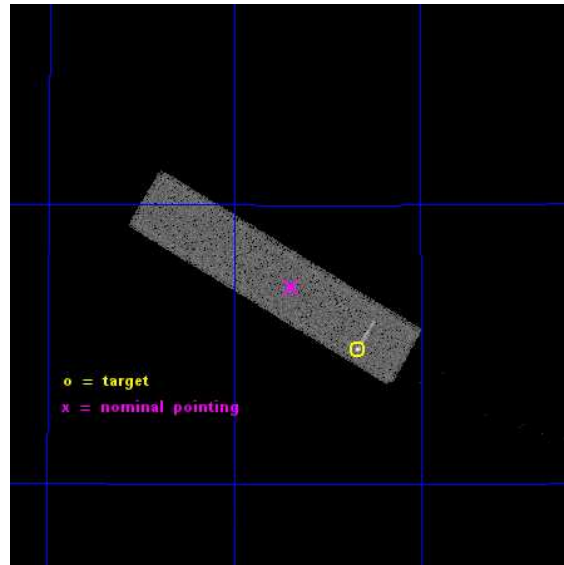 o = target
x = nominal pointing